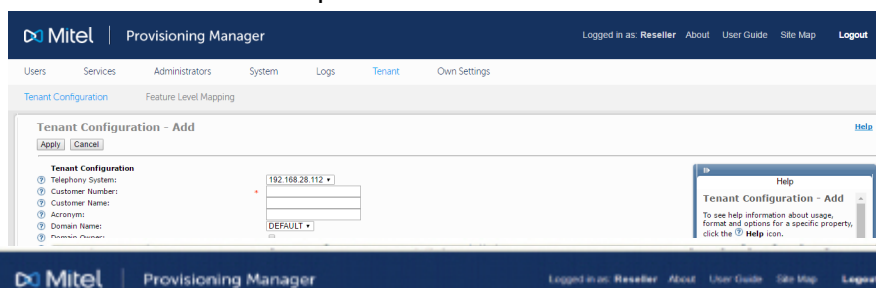 Mitel | Provisioning Manager Logged in as: Reseller About User Guide Site Map Logout
Users Services Administrators System Logs Tenant Own Settings
Tenant Configuration Feature Level Mapping
Tenant Configuration - Add Help
Apply Cancel
Tenant Configuration
Telephony System: 192.168.28.112
Customer Number: *
Customer Name:
Acronym:
Domain Name: DEFAULT
Domain Owner:
Help
Tenant Configuration - Add
To see help information about usage,
format and options for a specific property,
click the ? Help icon.
Mitel | Provisioning Manager Logged in as: Reseller About User Guide Site Map Logout